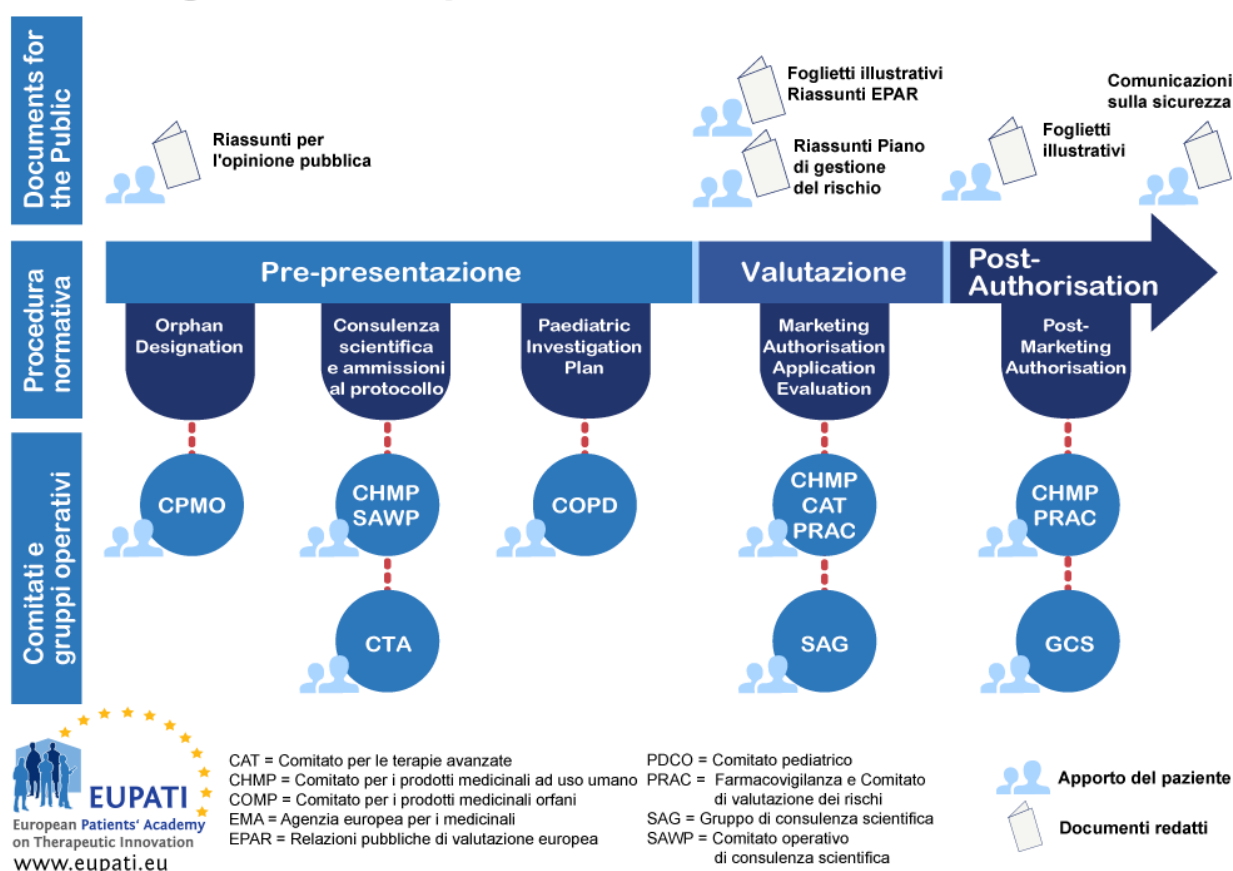 Documents for
the Public
Riassunti per
l'opinione pubblica
Foglietti illustrativi
Riassunti EPAR
Riassunti Piano
di gestione
del rischio
Foglietti
illustrativi
Comunicazioni
sulla sicurezza
Procedura
normativa
Pre-presentazione
Valutazione
Post-
Authorisation
Orphan
Designation
Consulenza
scientifica
e ammissioni
al protocollo
Paediatric
Investigation
Plan
Marketing
Authorisation
Application
Evaluation
Post-
Marketing
Authorisation
Comitati e
gruppi operativi
CPMO
CHMP
SAWP
COPD
CHMP
CAT
PRAC
CHMP
PRAC
CTA
SAG
GCS
EUPATI
European Patients' Academy
on Therapeutic Innovation
www.eupati.eu
CAT = Comitato per le terapie avanzate
CHMP = Comitato per i prodotti medicinali ad uso umano
COMP = Comitato per i prodotti medicinali orfani
EMA = Agenzia europea per i medicinali
EPAR = Relazioni pubbliche di valutazione europea
PDCO = Comitato pediatrico
PRAC = Farmacovigilanza e Comitato
di valutazione dei rischi
SAG = Gruppo di consulenza scientifica
SAWP = Comitato operativo
di consulenza scientifica
Apporto del paziente
Documenti redatti